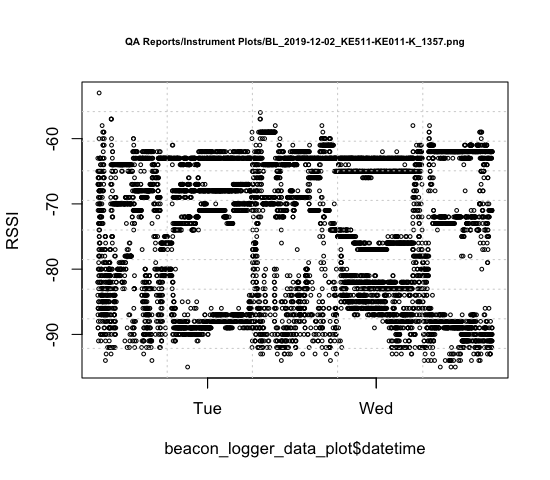 QA Reports/Instrument Plots/BL_2019-12-02_KE511-KE011-K_1357.png
RSSI
-60
-70
-80
-90
Tue Wed
beacon_logger_data_plot$datetime